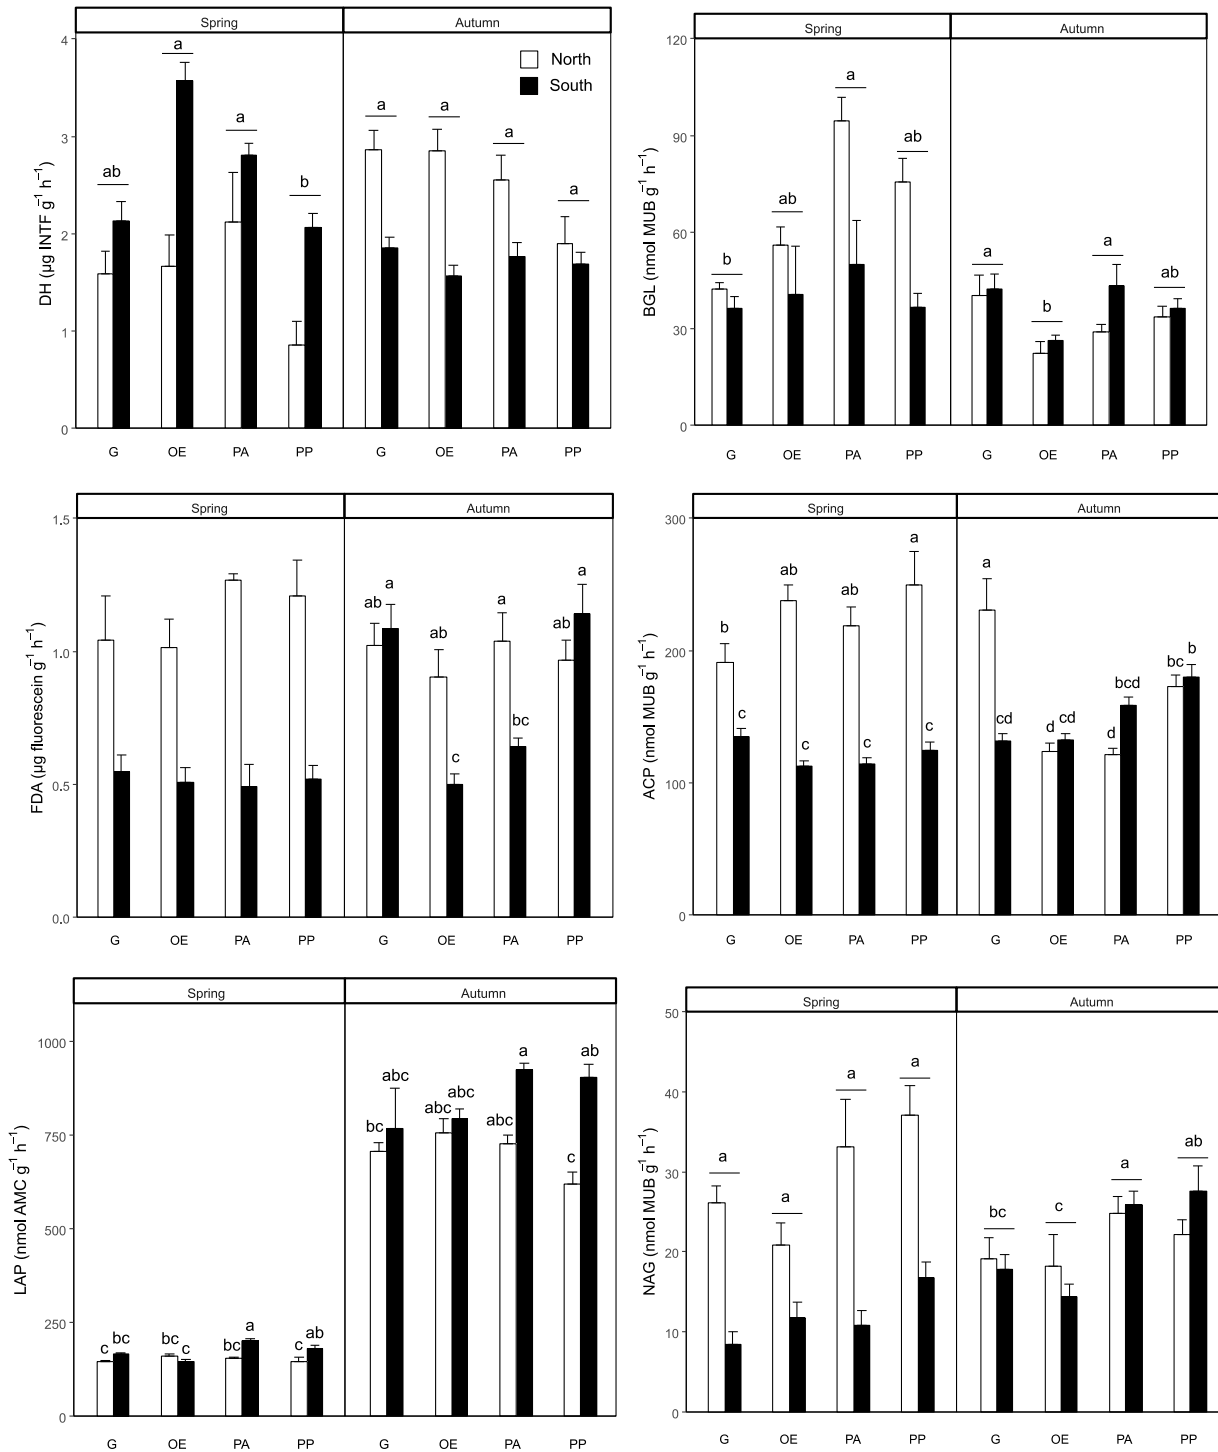 Spring Autumn
North
South
DH (µg INTF g⁻¹ h⁻¹)
4
3
2
1
0
ab a a b a a a a
G OE PA PP G OE PA PP
Spring Autumn
BGL (nmol MUB g⁻¹ h⁻¹)
120
90
60
30
0
b ab a ab a b a ab
G OE PA PP G OE PA PP
Spring Autumn
FDA (µg fluorescein g⁻¹ h⁻¹)
1.5
1.0
0.5
0.0
ab a ab c a bc ab a
G OE PA PP G OE PA PP
Spring Autumn
ACP (nmol MUB g⁻¹ h⁻¹)
300
200
100
0
b c ab c ab c a c a cd d cd d bcd bc b
G OE PA PP G OE PA PP
Spring Autumn
LAP (nmol AMC g⁻¹ h⁻¹)
1000
750
500
250
0
c bc bc c bc a c ab bc abc abc abc abc a c ab
G OE PA PP G OE PA PP
Spring Autumn
NAG (nmol MUB g⁻¹ h⁻¹)
50
40
30
20
10
0
a a a a bc c a ab
G OE PA PP G OE PA PP